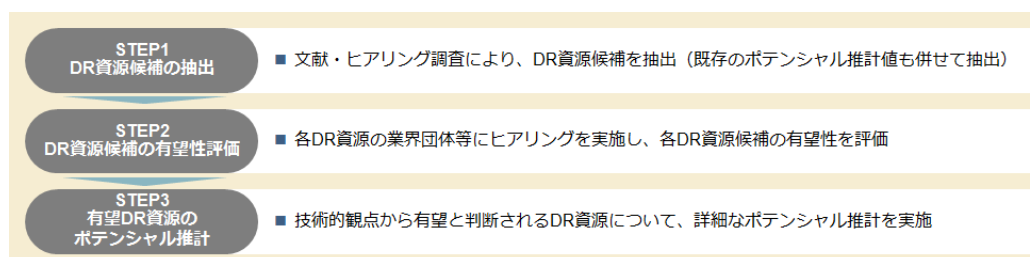 STEP1
DR資源候補の抽出
■ 文献・ヒアリング調査により、DR資源候補を抽出（既存のポテンシャル推計値も併せて抽出）
STEP2
DR資源候補の有望性評価
■ 各DR資源の業界団体等にヒアリングを実施し、各DR資源候補の有望性を評価
STEP3
有望DR資源の
ポテンシャル推計
■ 技術的観点から有望と判断されるDR資源について、詳細なポテンシャル推計を実施